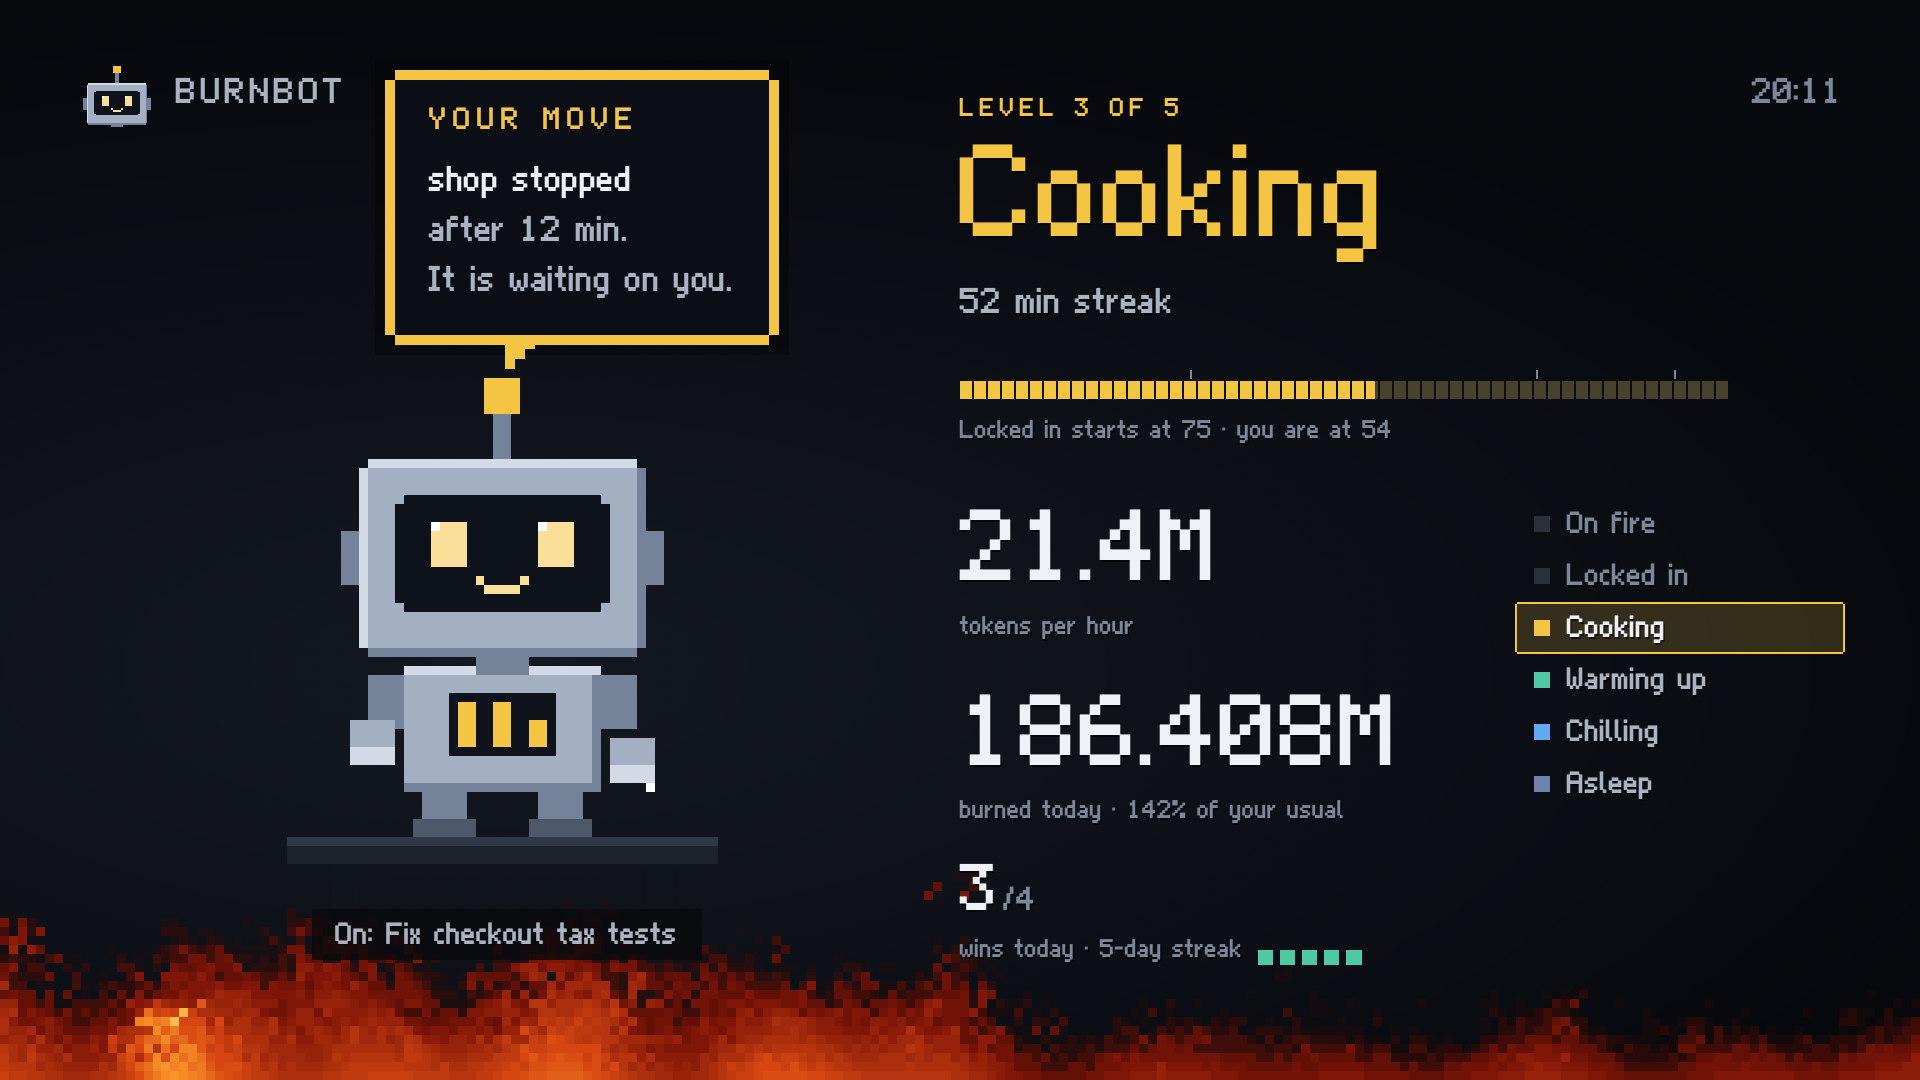 BURNBOT
YOUR MOVE
shop stopped
after 12 min.
It is waiting on you.
20:11
LEVEL 3 OF 5
Cooking
52 min streak
Locked in starts at 75 · you are at 54
21.4M
tokens per hour
186.408M
burned today · 142% of your usual
3/4
wins today · 5-day streak
On fire
Locked in
Cooking
Warming up
Chilling
Asleep
On: Fix checkout tax tests